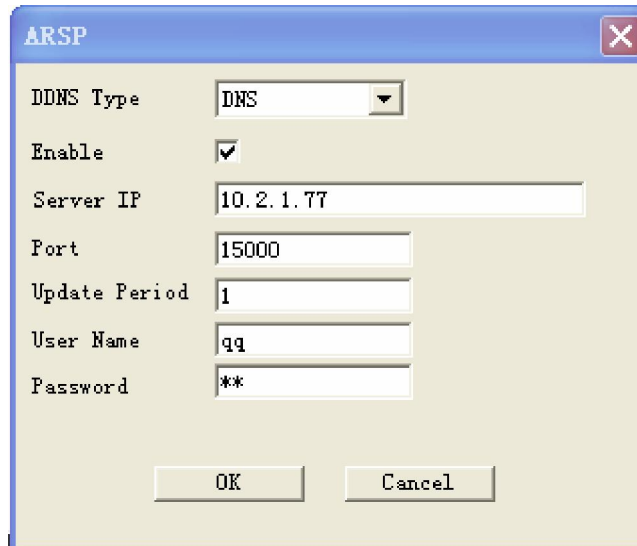 ARSP
DDNS Type DNS
Enable
Server IP 10.2.1.77
Port 15000
Update Period 1
User Name qq
Password **
OK Cancel